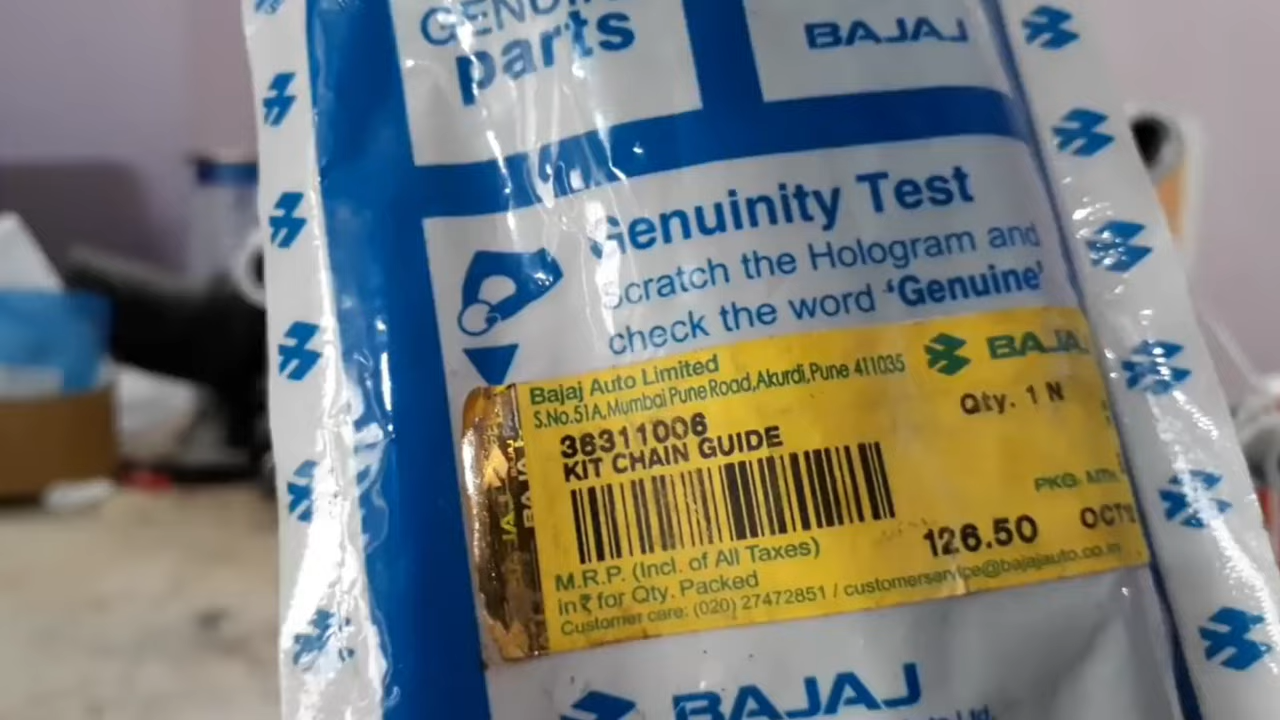 GENUINE
parts
BAJAJ
Genuinity Test
Scratch the Hologram and
check the word ‘Genuine’
Bajaj Auto Limited
S.No.51A,Mumbai Pune Road,Akurdi,Pune 411035
BAJAJ
36311006
KIT CHAIN GUIDE
Qty. 1 N
PKG. MTH.
M.R.P. (Incl. of All Taxes)
in ₹ for Qty. Packed
126.50
OCT
Customer care: (020) 27472851 / customerservice@bajajauto.co.in
BAJAJ
Ltd.